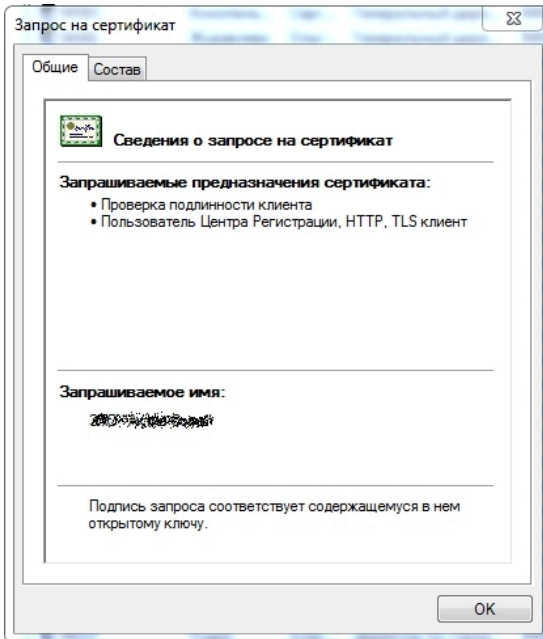 Запрос на сертификат
Общие
Состав
Сведения о запросе на сертификат
Запрашиваемые предназначения сертификата:
• Проверка подлинности клиента
• Пользователь Центра Регистрации, HTTP, TLS клиент
Запрашиваемое имя:
Подпись запроса соответствует содержащемуся в нем
открытому ключу.
OK